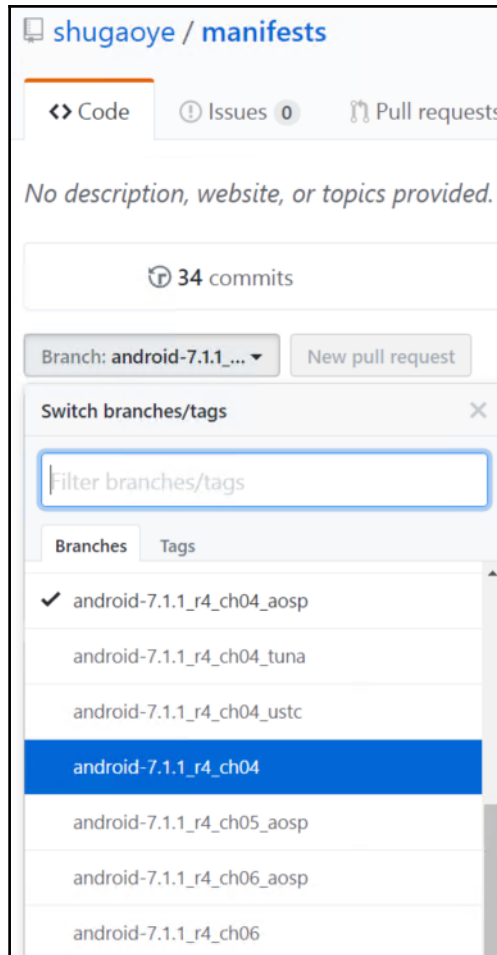 shugaoye / manifests
Code Issues 0 Pull requests
No description, website, or topics provided.
34 commits
Branch: android-7.1.1_... New pull request
Switch branches/tags
Filter branches/tags
Branches Tags
android-7.1.1_r4_ch04_aosp
android-7.1.1_r4_ch04_tuna
android-7.1.1_r4_ch04_ustc
android-7.1.1_r4_ch04
android-7.1.1_r4_ch05_aosp
android-7.1.1_r4_ch06_aosp
android-7.1.1_r4_ch06